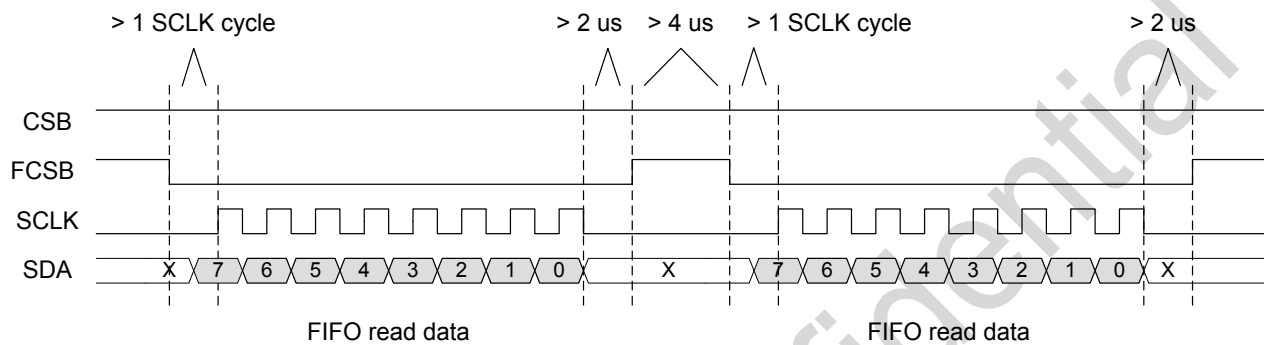 > 1 SCLK cycle > 2 us > 4 us > 1 SCLK cycle > 2 us
CSB
FCSB
SCLK
SDA X 7 6 5 4 3 2 1 0 X 7 6 5 4 3 2 1 0 X
FIFO read data FIFO read data